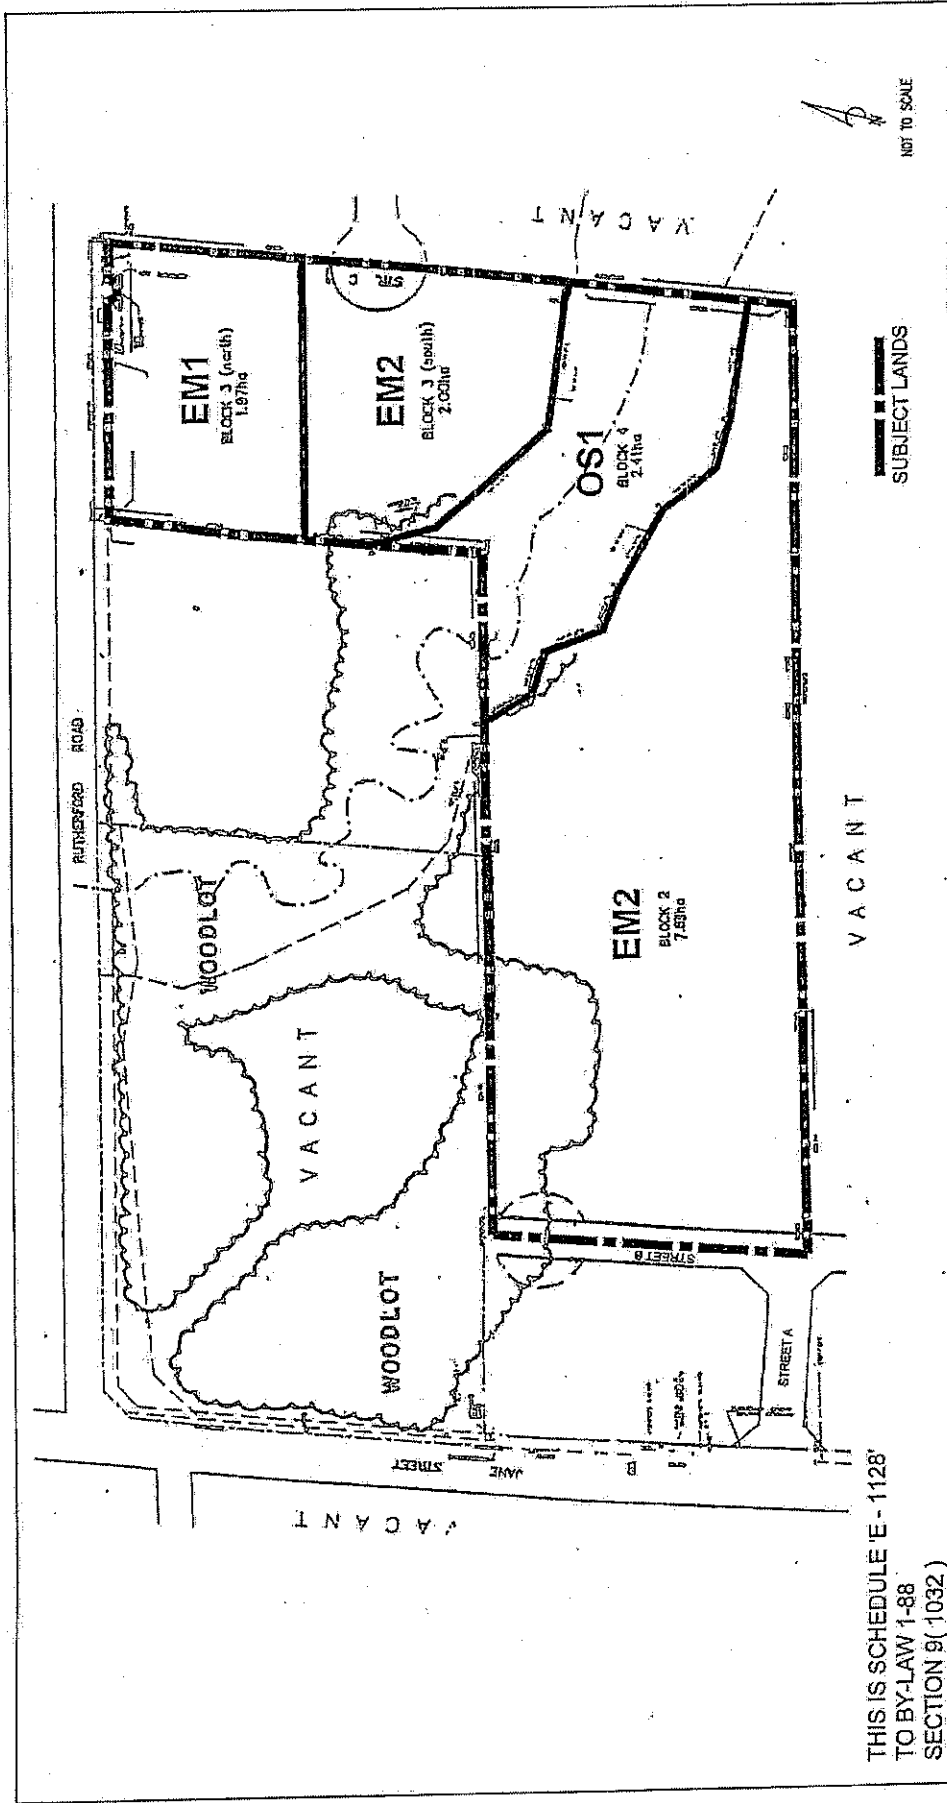 RUTHERFORD ROAD
EM1
BLOCK 3 (north)
1.97ha
EM2
BLOCK 3 (south)
2.00ha
STR. C
VACANT
OS1
BLOCK 4
2.41ha
WOODLOT
VACANT
WOODLOT
EM2
BLOCK 2
VACANT
STREET B
STREET A
JANE STREET
VACANT
SUBJECT LANDS
N
NOT TO SCALE
THIS IS SCHEDULE 'E - 1128'
TO BY-LAW 1-88
SECTION 9( 1032 )